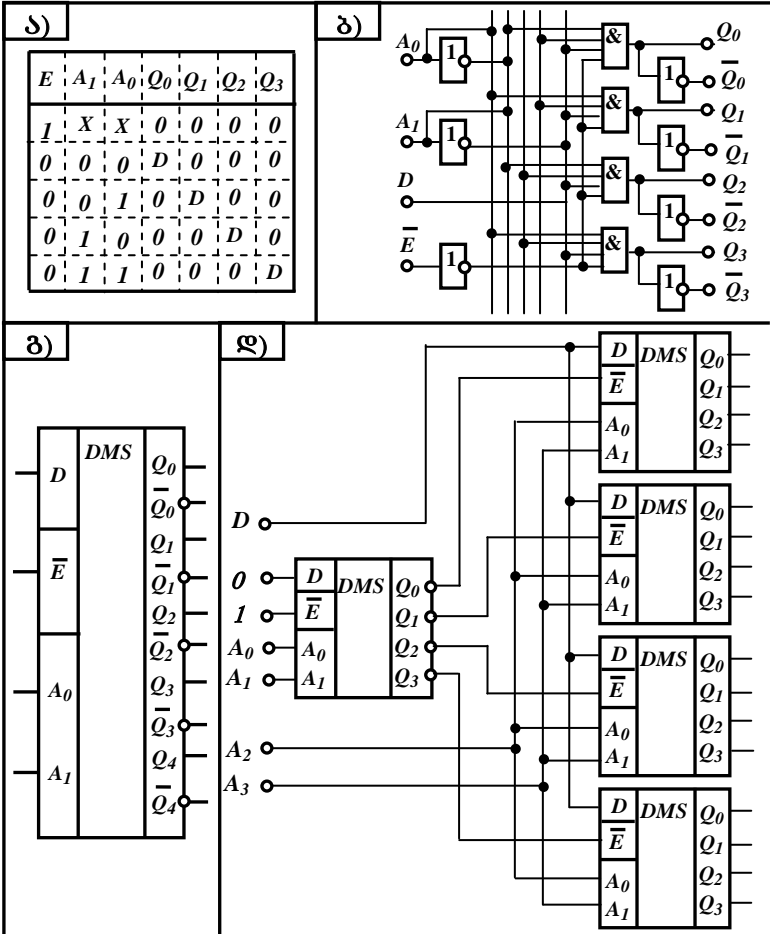 ა)
E A₁ A₀ Q₀ Q₁ Q₂ Q₃
1 X X 0 0 0 0
0 0 0 D 0 0 0
0 0 1 0 D 0 0
0 1 0 0 0 D 0
0 1 1 0 0 0 D
ბ)
A₀ 1 & Q₀
1 Q̅₀
A₁ 1 & Q₁
1 Q̅₁
D & Q₂
1 Q̅₂
E̅ 1 & Q₃
1 Q̅₃
გ)
DMS
D
E̅
A₀
A₁
Q₀
Q̅₀
Q₁
Q̅₁
Q₂
Q̅₂
Q₃
Q̅₃
Q₄
Q̅₄
დ)
D
0 D DMS Q₀
1 E̅ Q₁
A₀ A₀ Q₂
A₁ A₁ Q₃
A₂
A₃
D DMS Q₀
E̅ Q₁
A₀ Q₂
A₁ Q₃
D DMS Q₀
E̅ Q₁
A₀ Q₂
A₁ Q₃
D DMS Q₀
E̅ Q₁
A₀ Q₂
A₁ Q₃
D DMS Q₀
E̅ Q₁
A₀ Q₂
A₁ Q₃